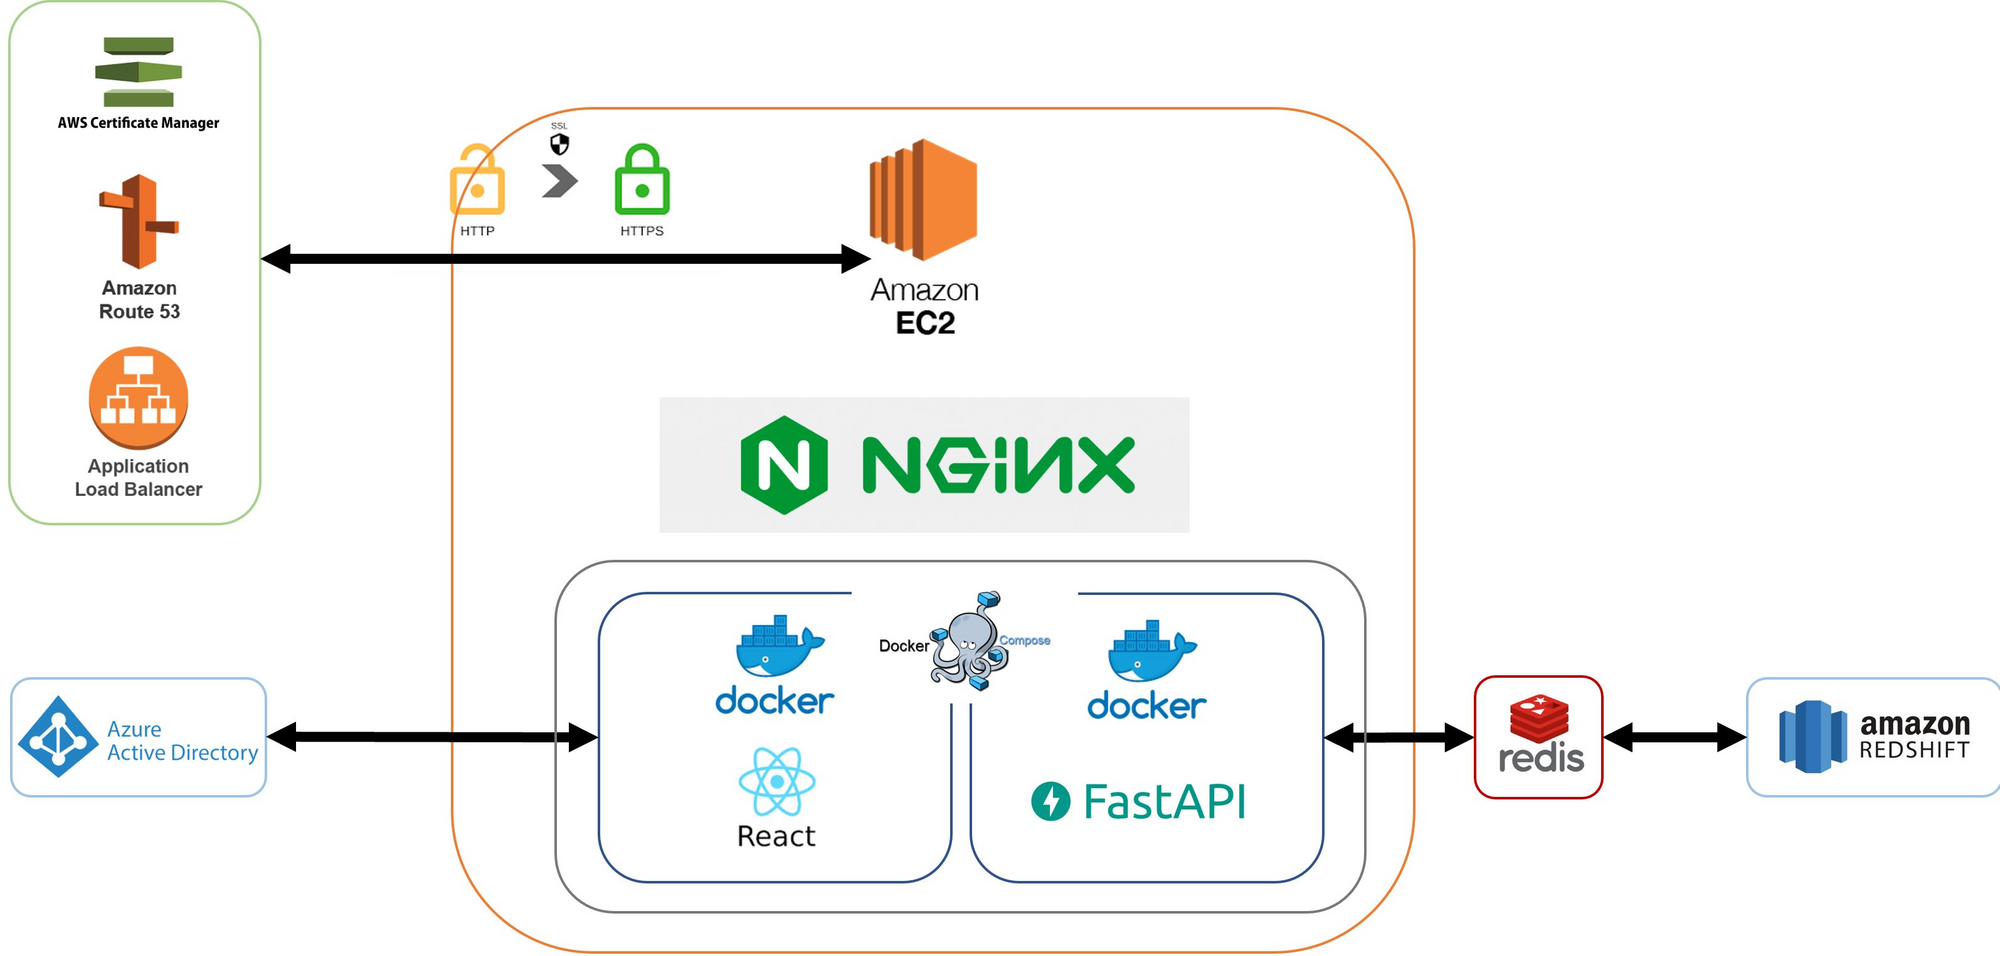 AWS Certificate Manager
Amazon
Route 53
Application
Load Balancer
SSL
HTTP
HTTPS
Amazon
EC2
N NGINX
docker
React
Docker Compose
docker
FastAPI
Azure
Active Directory
redis
amazon
REDSHIFT